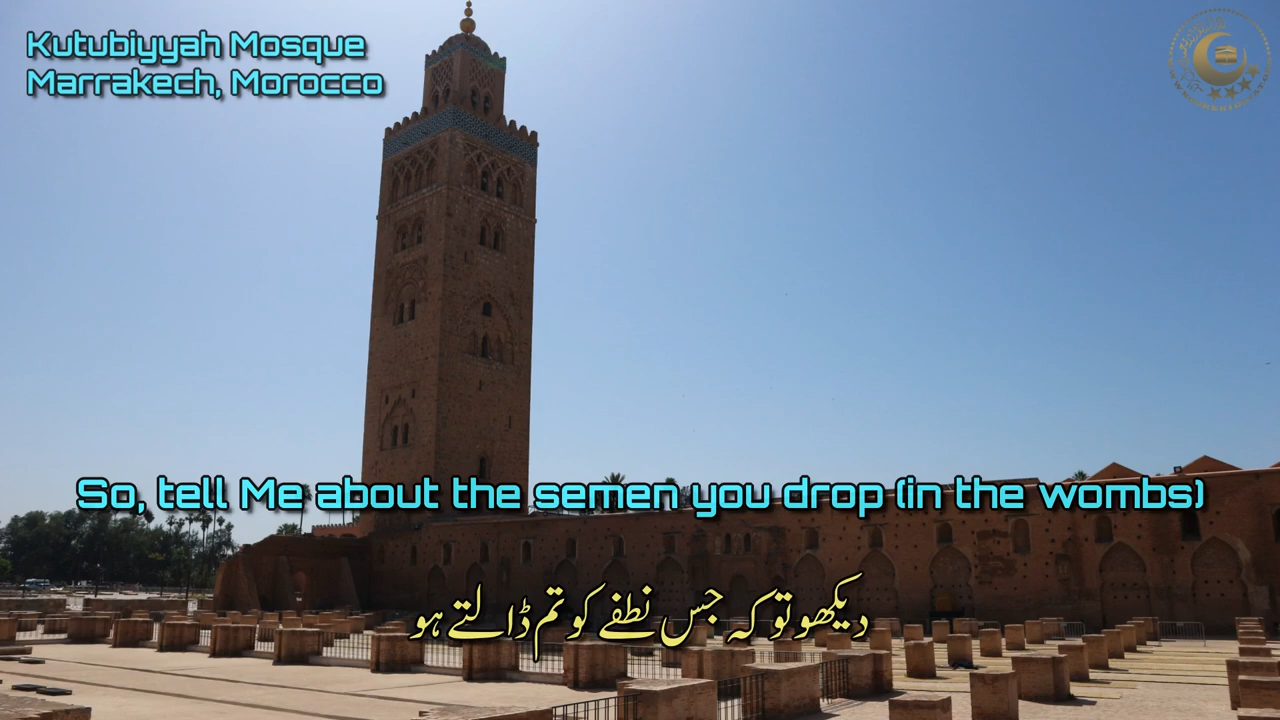 Kutubiyyah Mosque
Marrakech, Morocco
So, tell Me about the semen you drop (in the wombs)
دیکھو تو کہ جس نطفے کو تم ڈالتے ہو